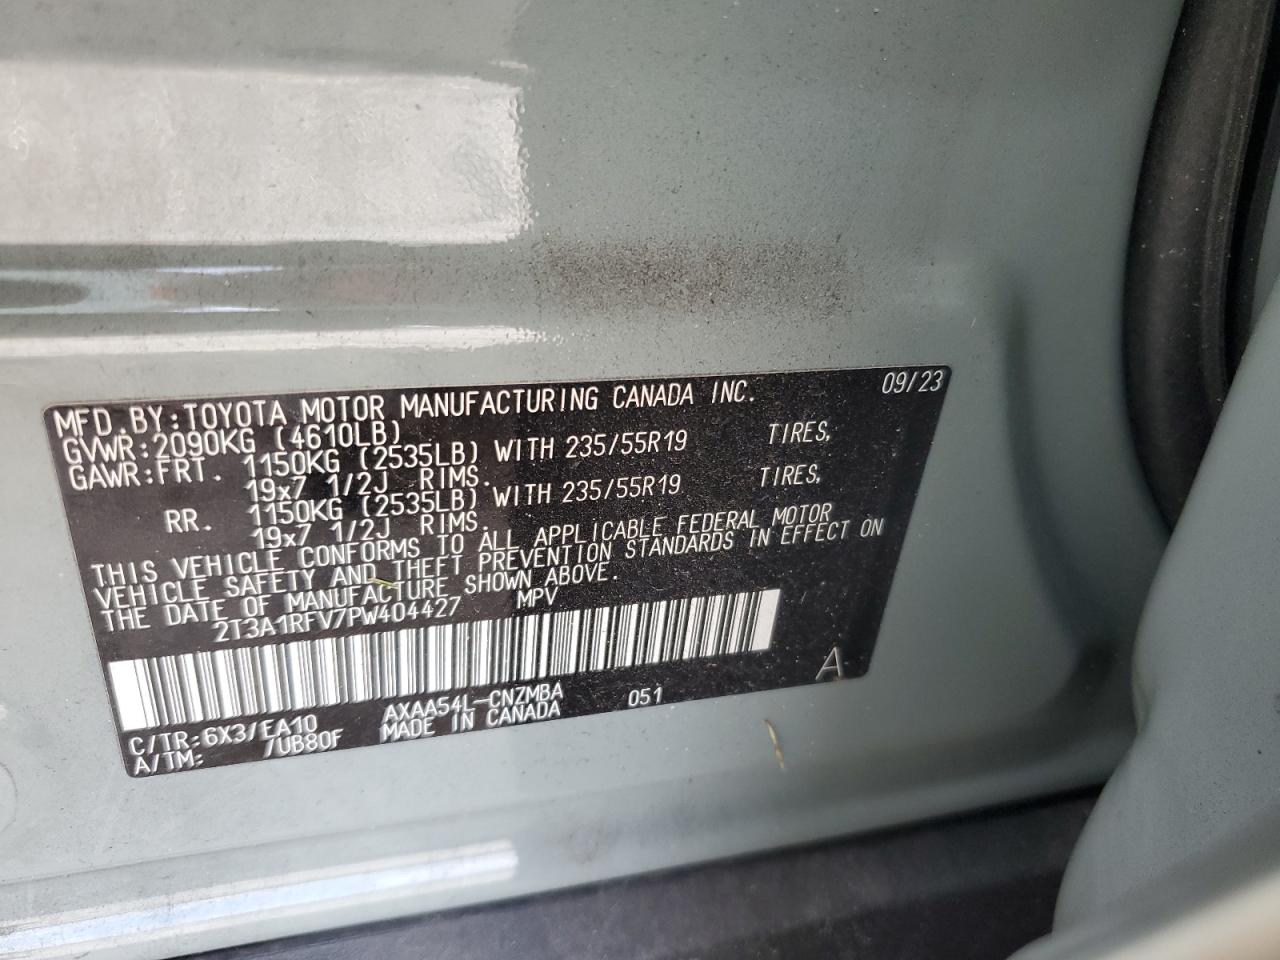 MFD.BY:TOYOTA MOTOR MANUFACTURING CANADA INC. 09/23
GVWR:2090KG (4610LB)
GAWR:FRT. 1150KG (2535LB) WITH 235/55R19 TIRES,
19x7 1/2J RIMS.
RR. 1150KG (2535LB) WITH 235/55R19 TIRES,
19x7 1/2J RIMS.
THIS VEHICLE CONFORMS TO ALL APPLICABLE FEDERAL MOTOR
VEHICLE SAFETY AND THEFT PREVENTION STANDARDS IN EFFECT ON
THE DATE OF MANUFACTURE SHOWN ABOVE.
2T3A1RFV7PW404427 MPV
A
C/TR:6X3/EA10 AXAA54L-CNZMBA 051
A/TM: /UB80F MADE IN CANADA